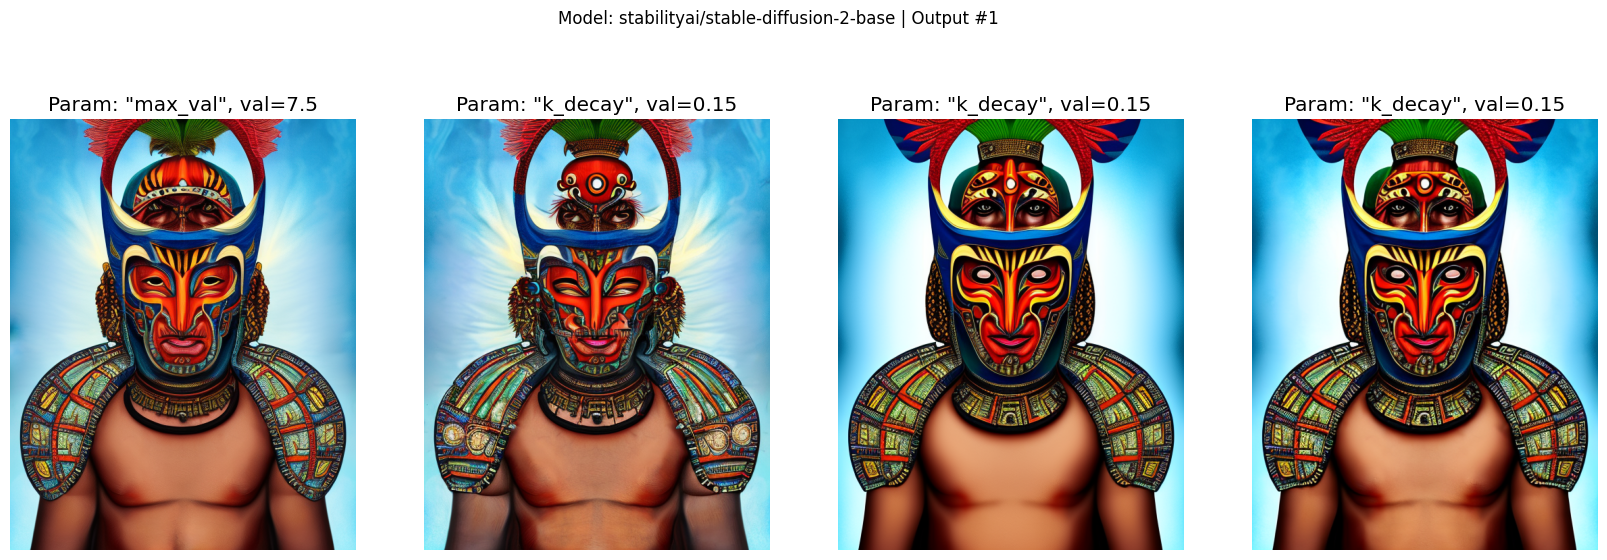 Model: stabilityai/stable-diffusion-2-base | Output #1
Param: "max_val", val=7.5
Param: "k_decay", val=0.15
Param: "k_decay", val=0.15
Param: "k_decay", val=0.15